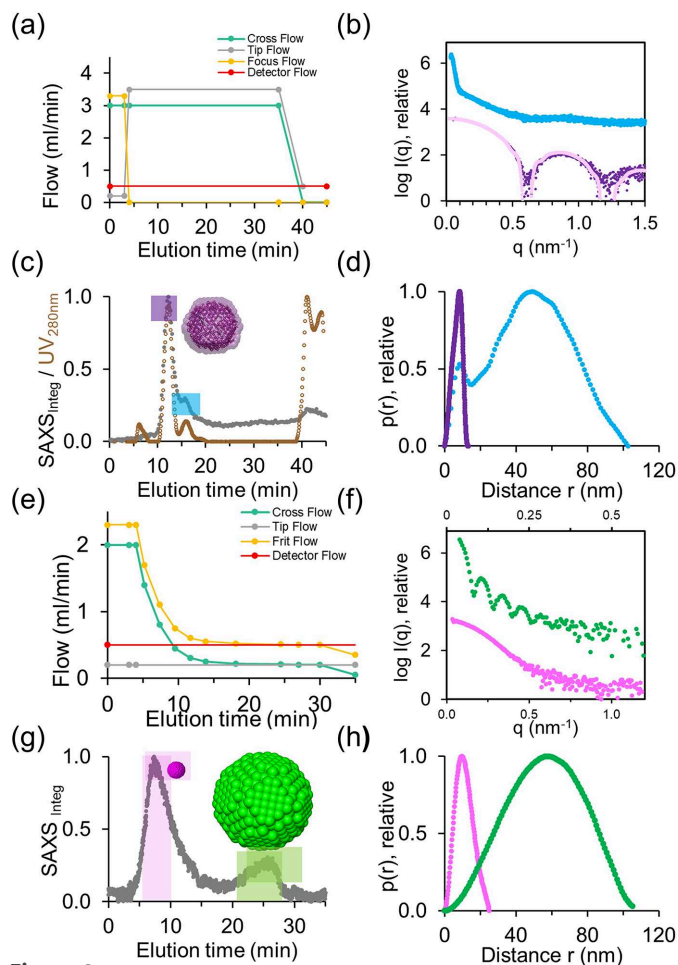 (a)
Cross Flow
Tip Flow
Focus Flow
Detector Flow
Flow (ml/min)
4
3
2
1
0
0 10 20 30 40
Elution time (min)
(b)
log I(q), relative
6
4
2
0
0.0 0.5 1.0 1.5
q (nm-1)
(c)
SAXSInteg / UV280nm
1.0
0.5
0.0
0 10 20 30 40
Elution time (min)
(d)
p(r), relative
1.0
0.5
0.0
0 40 80 120
Distance r (nm)
(e)
Cross Flow
Tip Flow
Frit Flow
Detector Flow
Flow (ml/min)
2
1
0
0 10 20 30
Elution time (min)
(f)
0 0.25 0.5
log I(q), relative
6
4
2
0
0.0 0.5 1.0
q (nm-1)
(g)
SAXS Integ
1.0
0.5
0.0
0 10 20 30
Elution time (min)
(h)
p(r), relative
1.0
0.5
0.0
0 40 80 120
Distance r (nm)